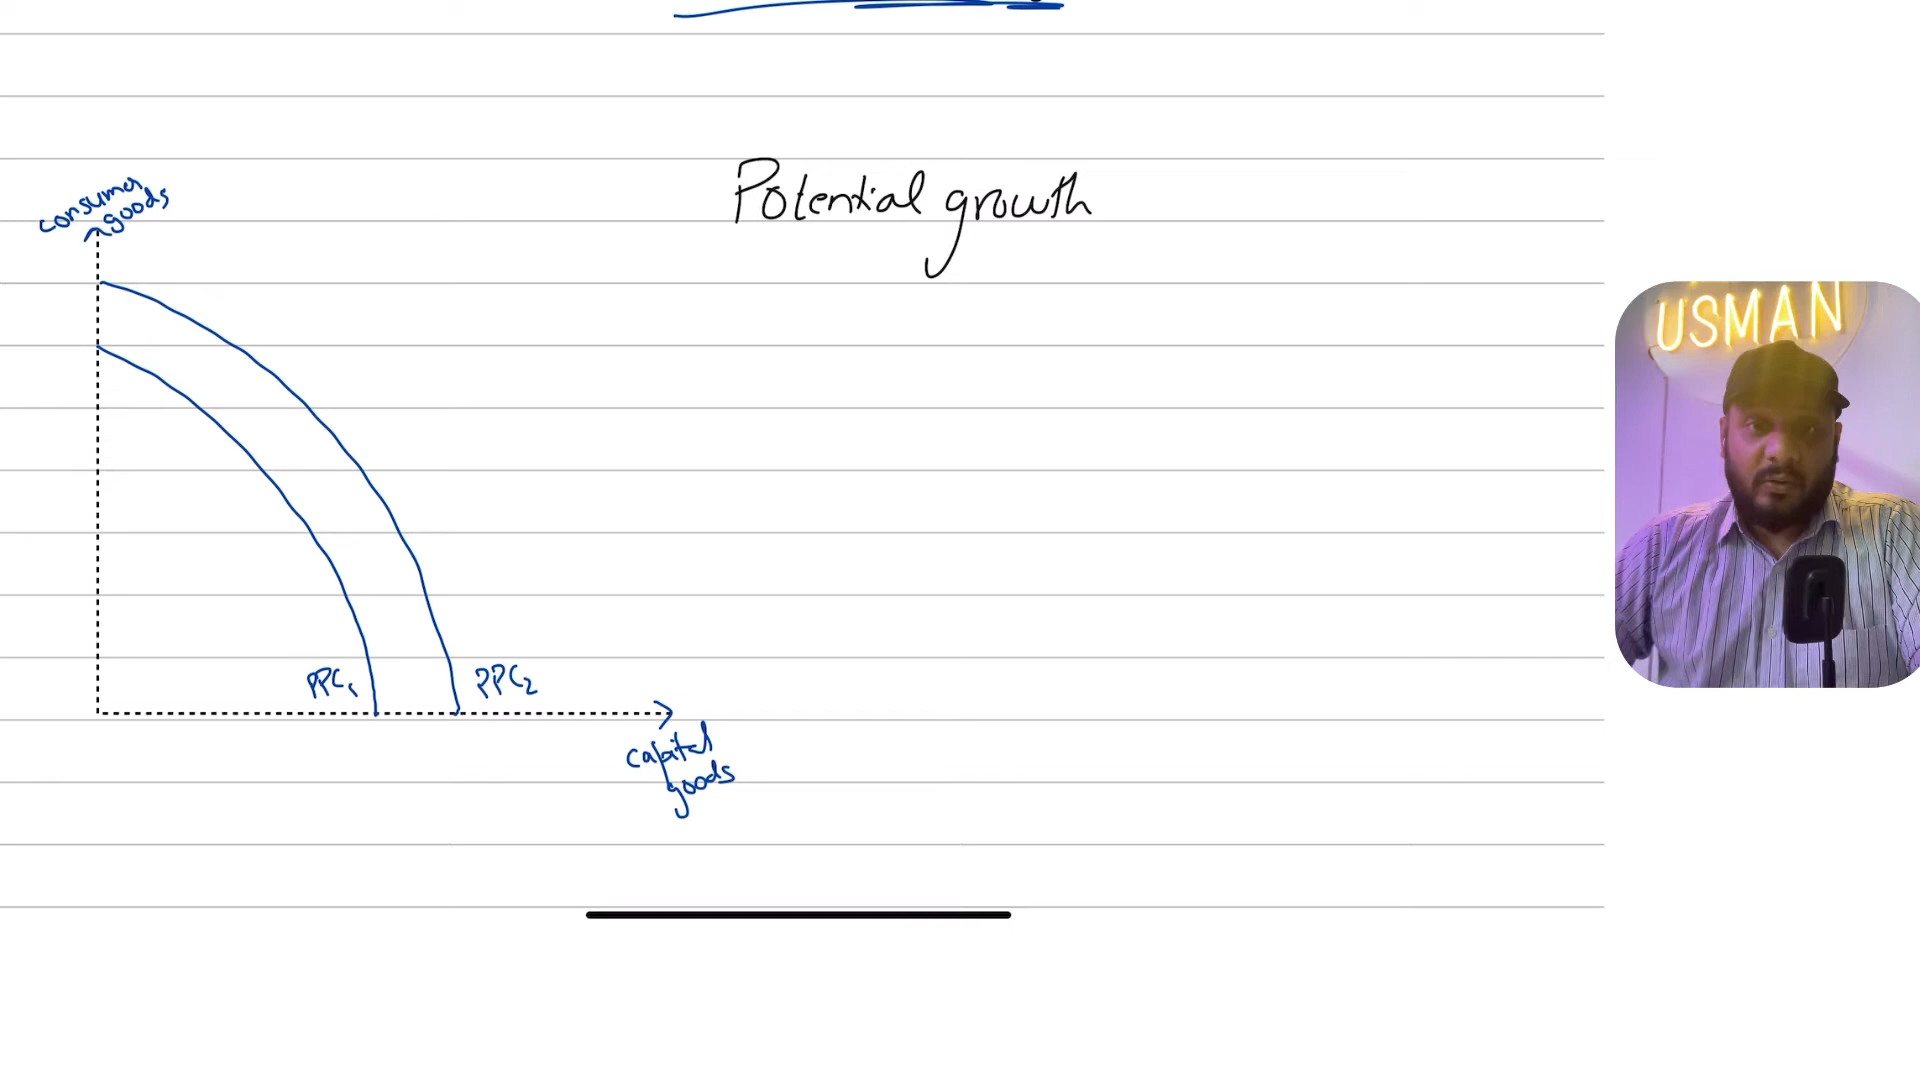 Potential growth
consumer
goods
USMAN
PPC₁
PPC₂
capital
goods